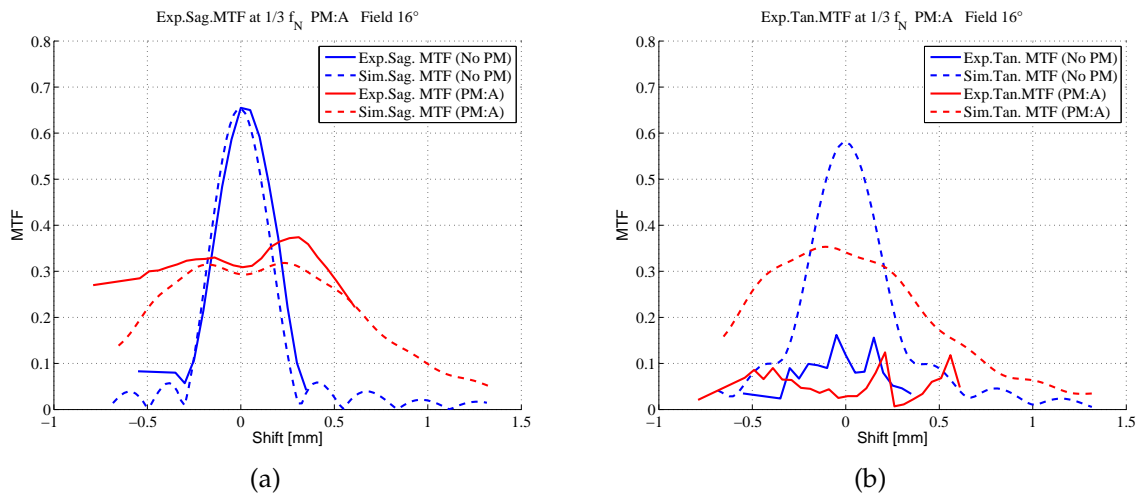 Exp.Sag.MTF at 1/3 f_N PM:A Field 16°
0.8
0.7
0.6
0.5
0.4
0.3
0.2
0.1
0
MTF
Exp.Sag. MTF (No PM)
Sim.Sag. MTF (No PM)
Exp.Sag. MTF (PM:A)
Sim.Sag. MTF (PM:A)
−1 −0.5 0 0.5 1 1.5
Shift [mm]
(a)
Exp.Tan.MTF at 1/3 f_N PM:A Field 16°
0.8
0.7
0.6
0.5
0.4
0.3
0.2
0.1
0
MTF
Exp.Tan. MTF (No PM)
Sim.Tan. MTF (No PM)
Exp.Tan.MTF (PM:A)
Sim.Tan. MTF (PM:A)
−1 −0.5 0 0.5 1 1.5
Shift [mm]
(b)